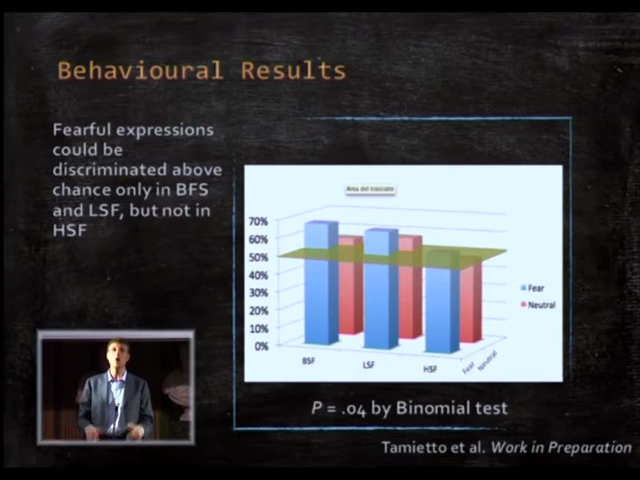 Behavioural Results
Fearful expressions
could be
discriminated above
chance only in BFS
and LSF, but not in
HSF
Area del tracciato
70%
60%
50%
40%
30%
20%
10%
0%
BSF
LSF
HSF
Fear
Neutral
Fear
Neutral
P = .04 by Binomial test
Tamietto et al. Work in Preparation